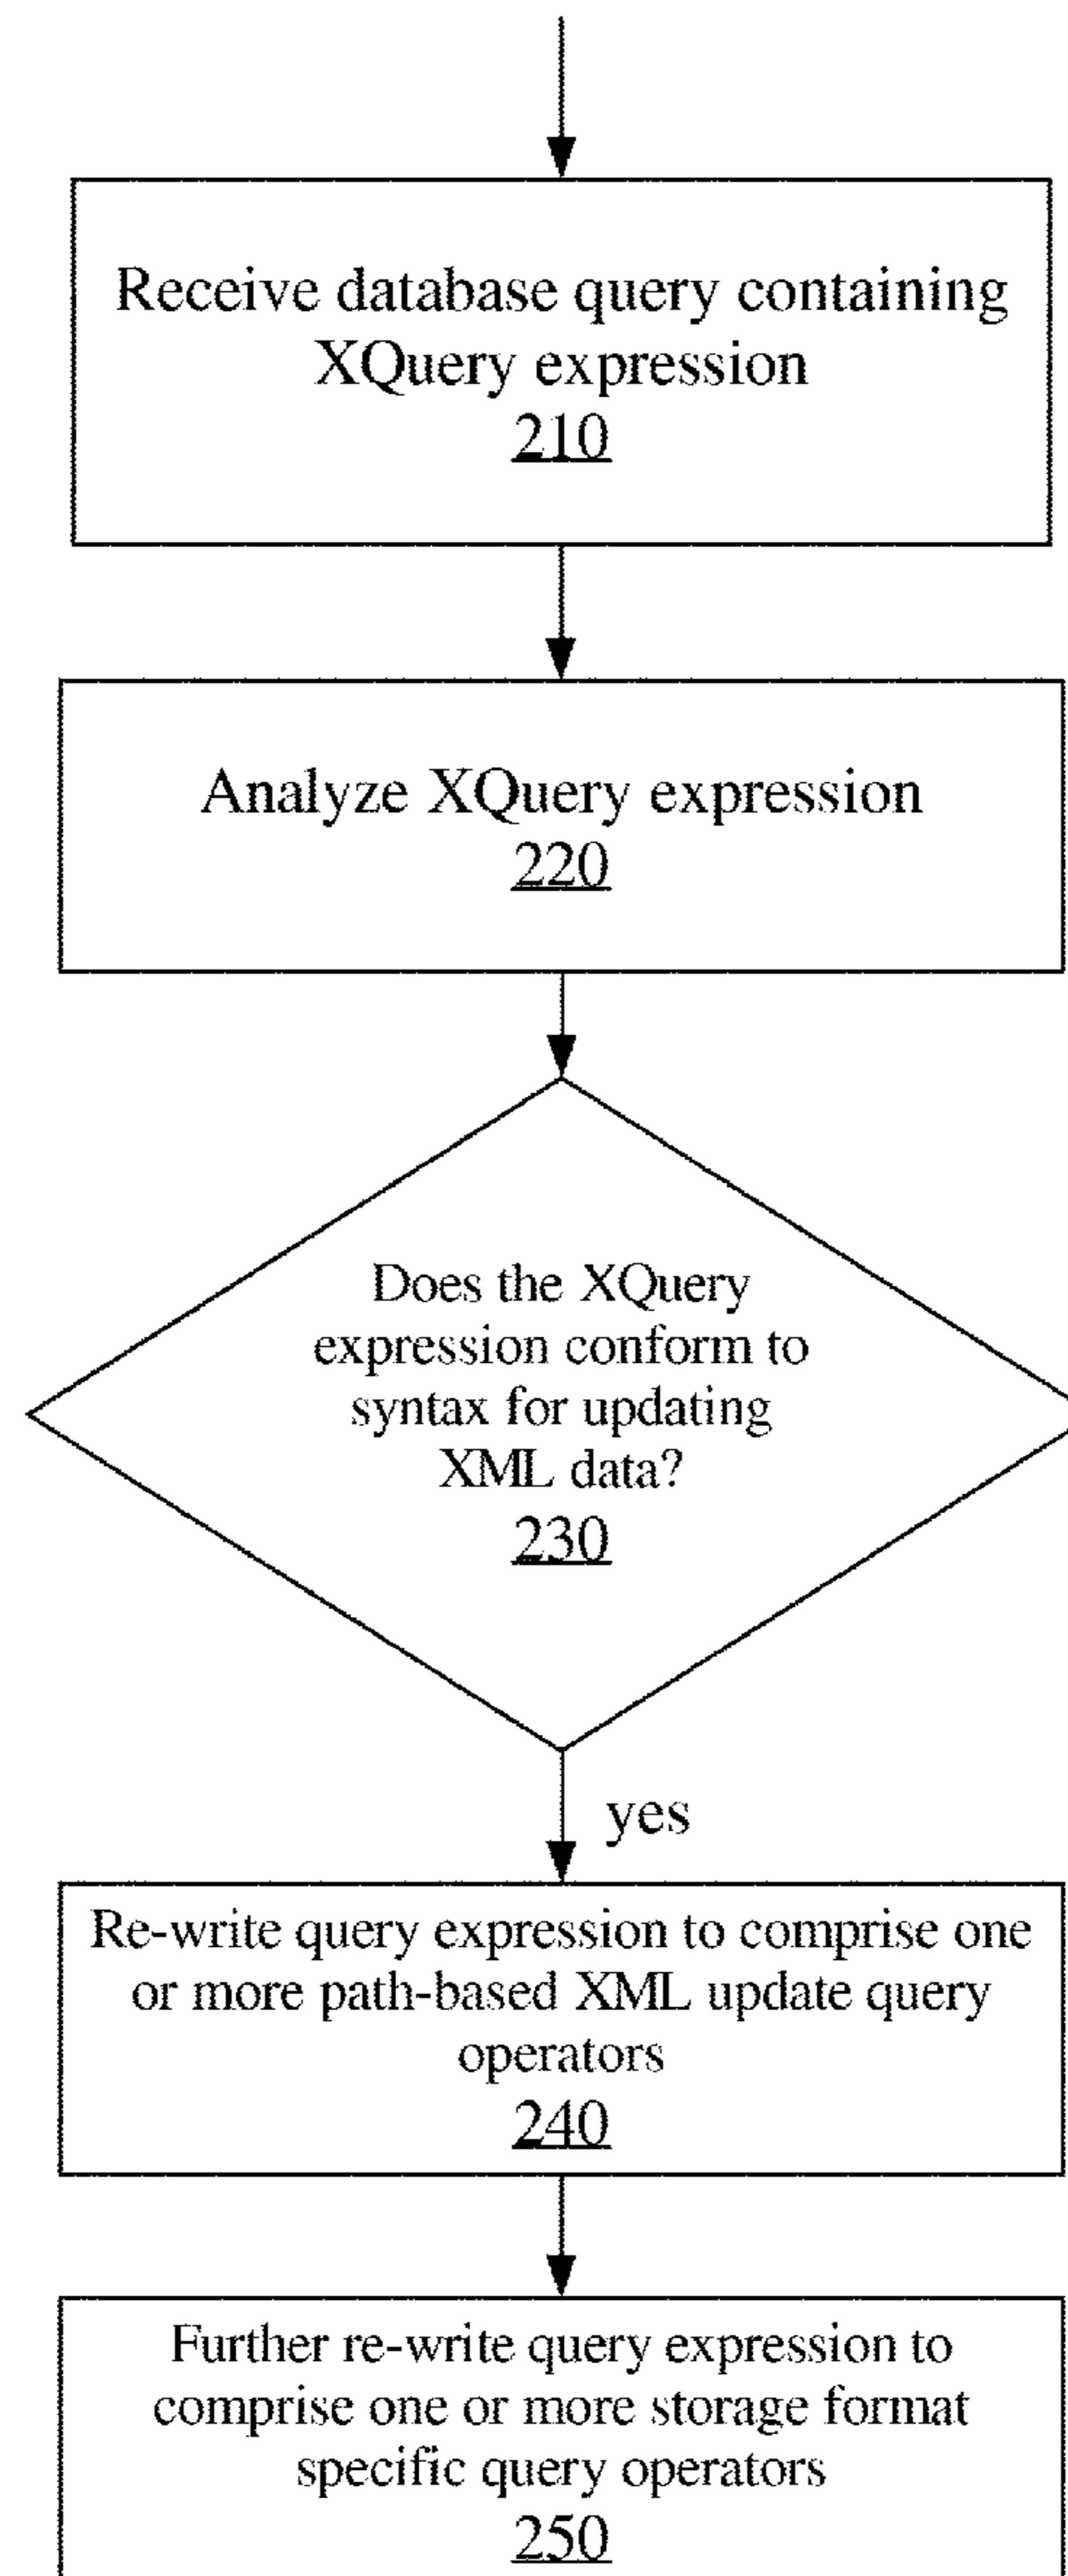 Receive database query containing
XQuery expression
210
Analyze XQuery expression
220
Does the XQuery
expression conform to
syntax for updating
XML data?
230
yes
Re-write query expression to comprise one
or more path-based XML update query
operators
240
Further re-write query expression to
comprise one or more storage format
specific query operators
250